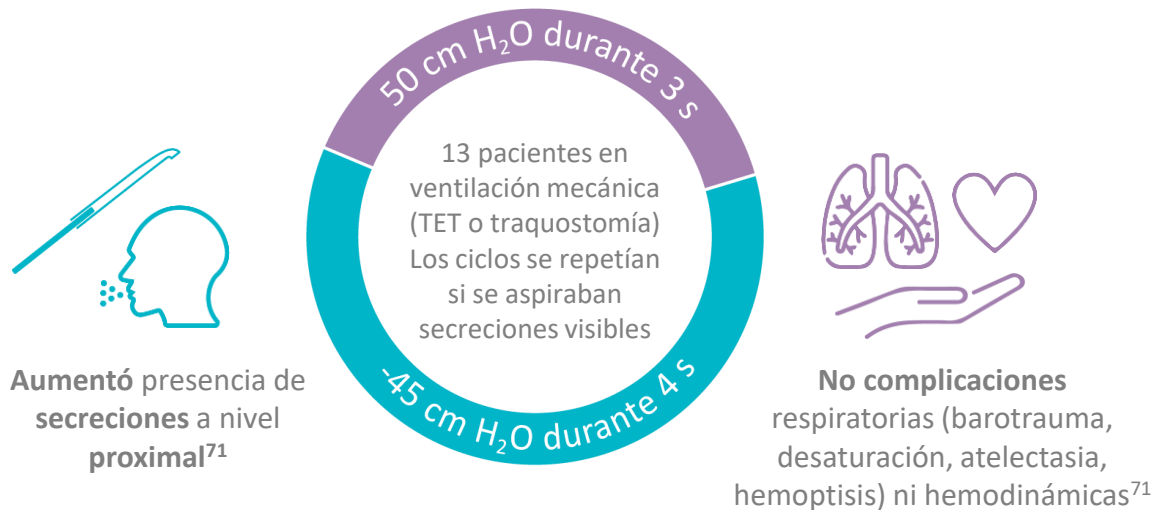 50 cm H₂O durante 3 s
13 pacientes en
ventilación mecánica
(TET o traquostomía)
Los ciclos se repetían
si se aspiraban
secreciones visibles
-45 cm H₂O durante 4 s
Aumentó presencia de
secreciones a nivel
proximal⁷¹
No complicaciones
respiratorias (barotrauma,
desaturación, atelectasia,
hemoptisis) ni hemodinámicas⁷¹